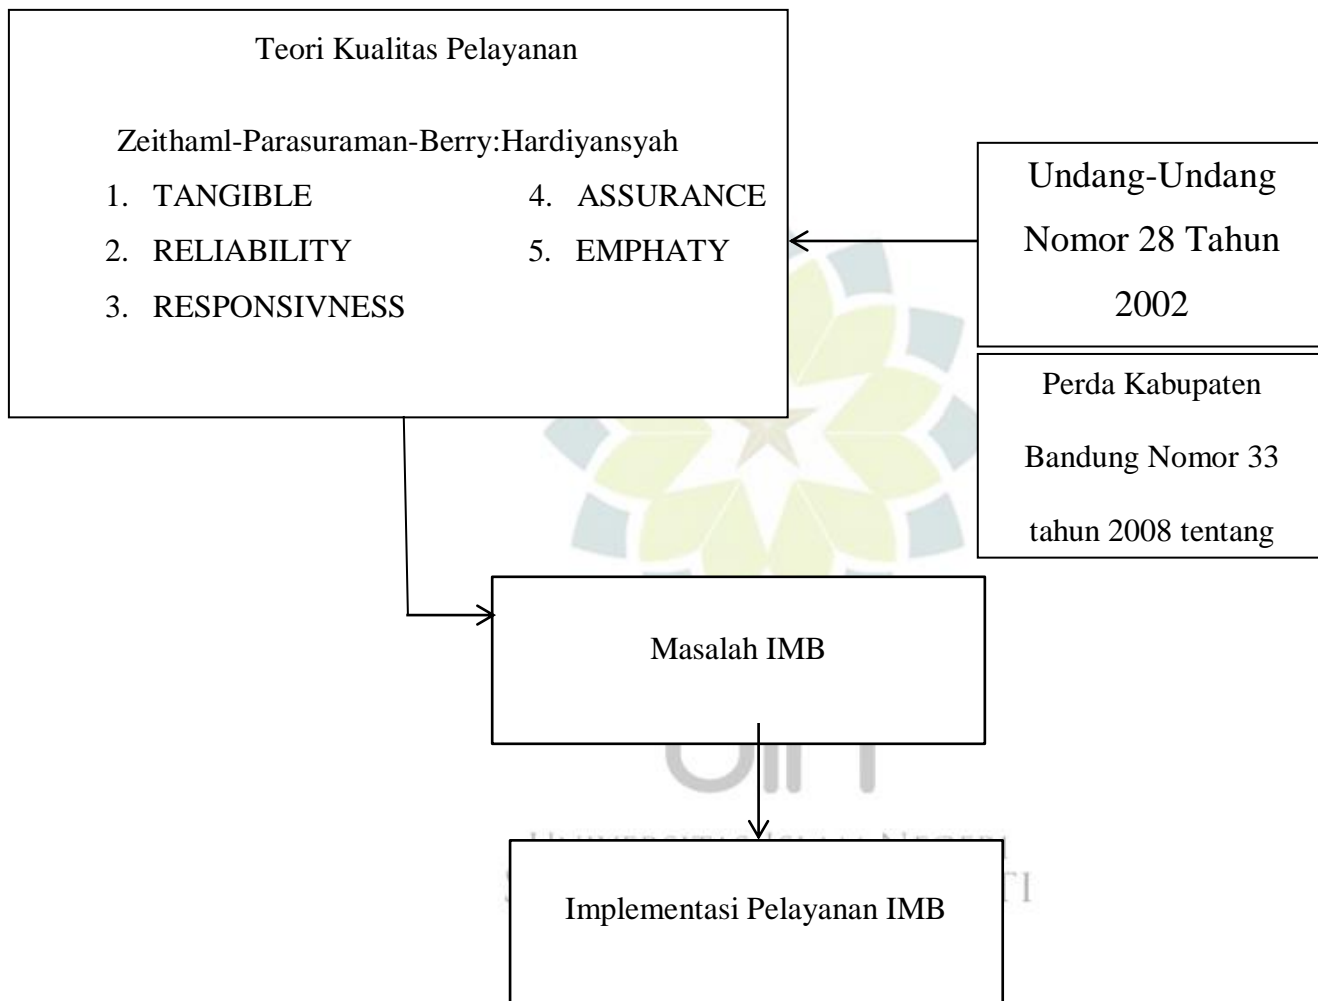 Teori Kualitas Pelayanan
Zeithaml-Parasuraman-Berry:Hardiyansyah
1. TANGIBLE
2. RELIABILITY
3. RESPONSIVNESS
4. ASSURANCE
5. EMPHATY
Undang-Undang
Nomor 28 Tahun
2002
Perda Kabupaten
Bandung Nomor 33
tahun 2008 tentang
Masalah IMB
Implementasi Pelayanan IMB